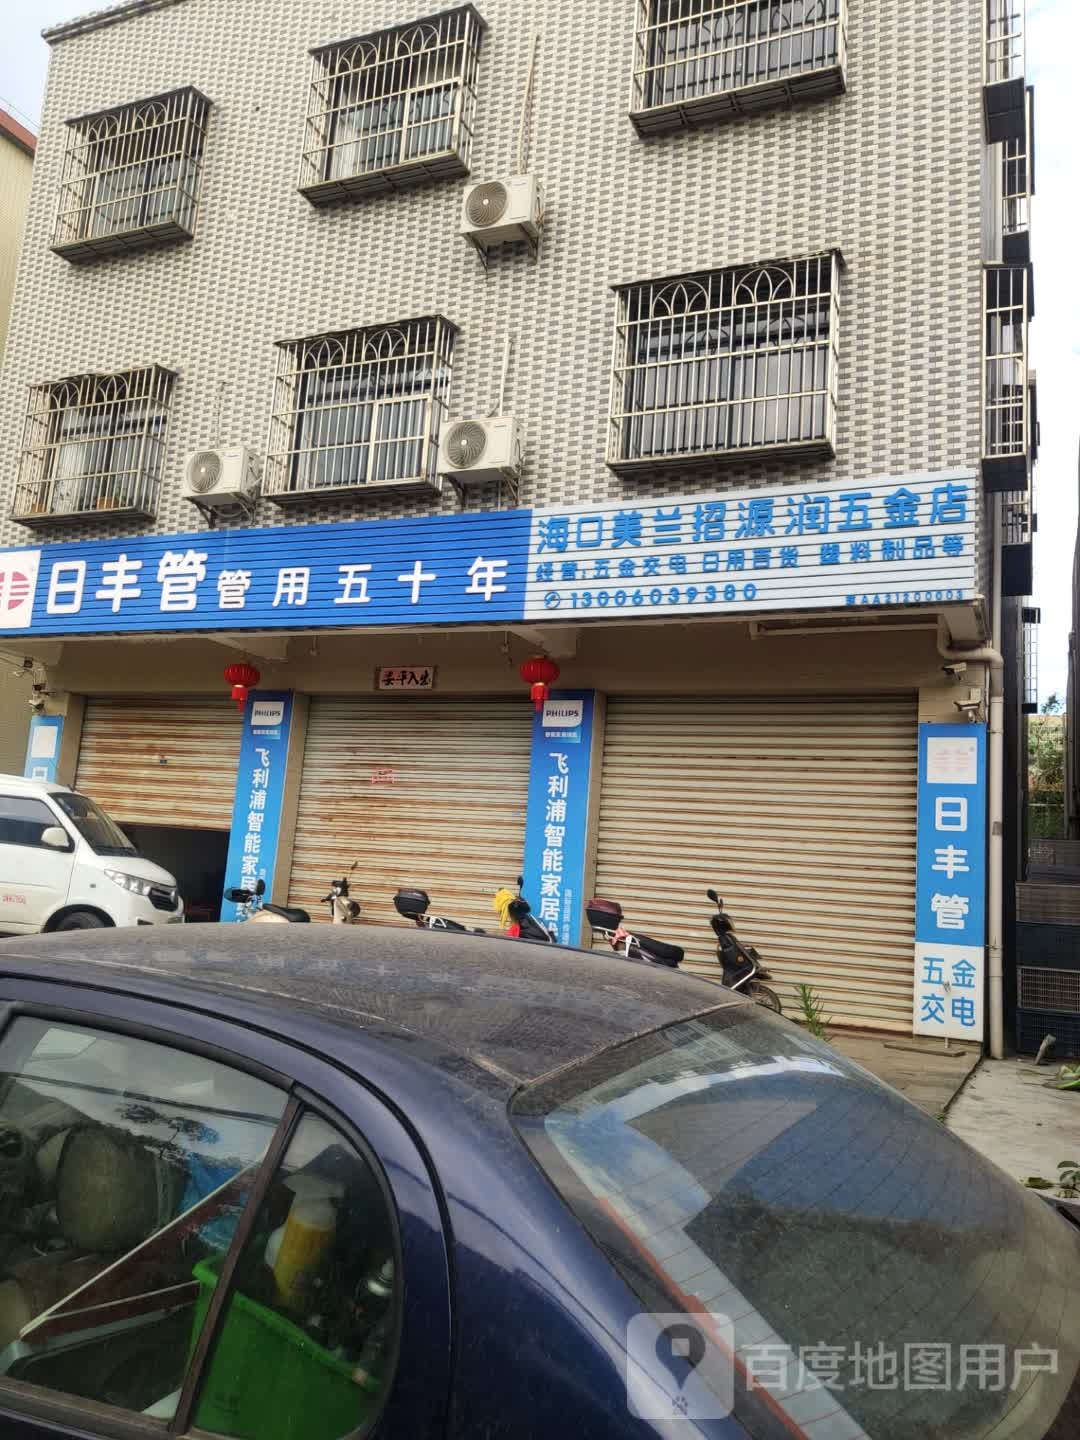 日丰管 管用五十年
海口美兰招源润五金店
经营:五金交电 日用百货 塑料制品等
13006039380
出入平安
PHILIPS
飞利浦智能家居
PHILIPS
飞利浦智能家居
日
日丰管
五金
交电
百度地图用户